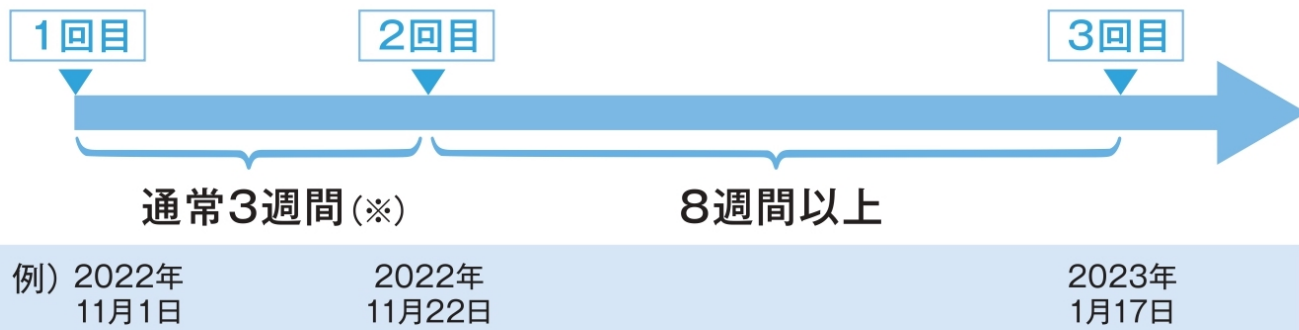 1回目 2回目 3回目
通常3週間(※) 8週間以上
例) 2022年 2022年 2023年
11月1日 11月22日 1月17日